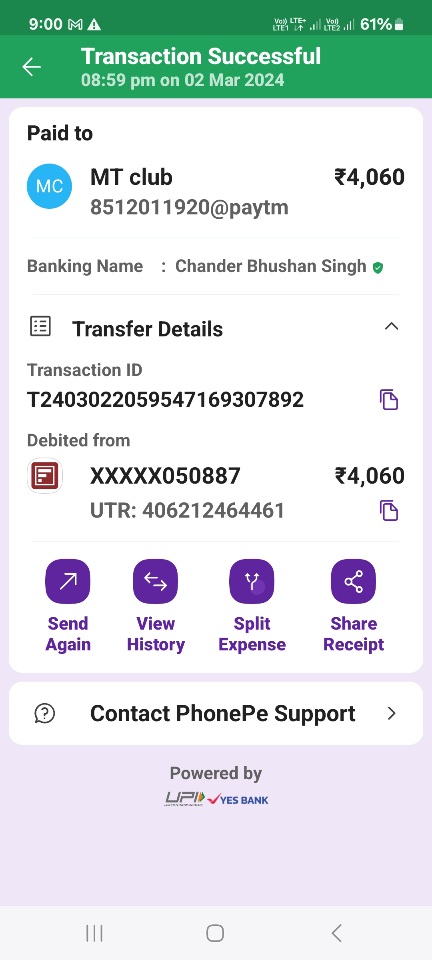 9:00 61%
Vo)) LTE+ Vo))
LTE1 LTE2
Transaction Successful
08:59 pm on 02 Mar 2024
Paid to
MC MT club ₹4,060
8512011920@paytm
Banking Name : Chander Bhushan Singh
Transfer Details
Transaction ID
T2403022059547169307892
Debited from
XXXXX050887 ₹4,060
UTR: 406212464461
Send View Split Share
Again History Expense Receipt
Contact PhonePe Support
Powered by
UPI YES BANK